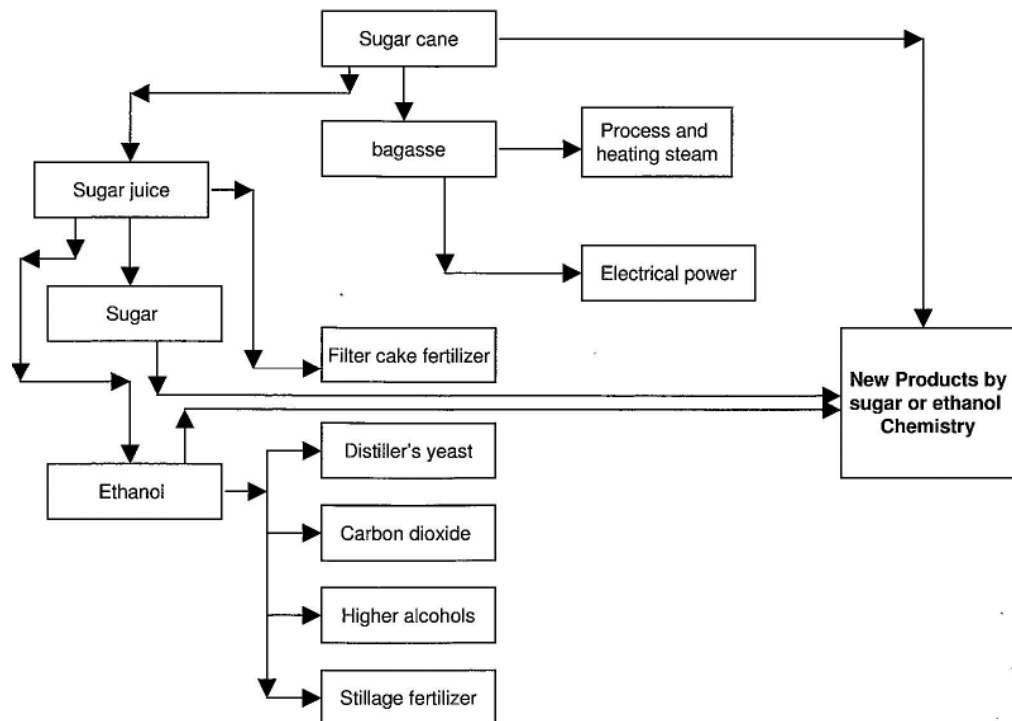 Sugar cane
bagasse
Process and
heating steam
Sugar juice
Electrical power
Sugar
Filter cake fertilizer
New Products by
sugar or ethanol
Chemistry
Distiller's yeast
Ethanol
Carbon dioxide
Higher alcohols
Stillage fertilizer